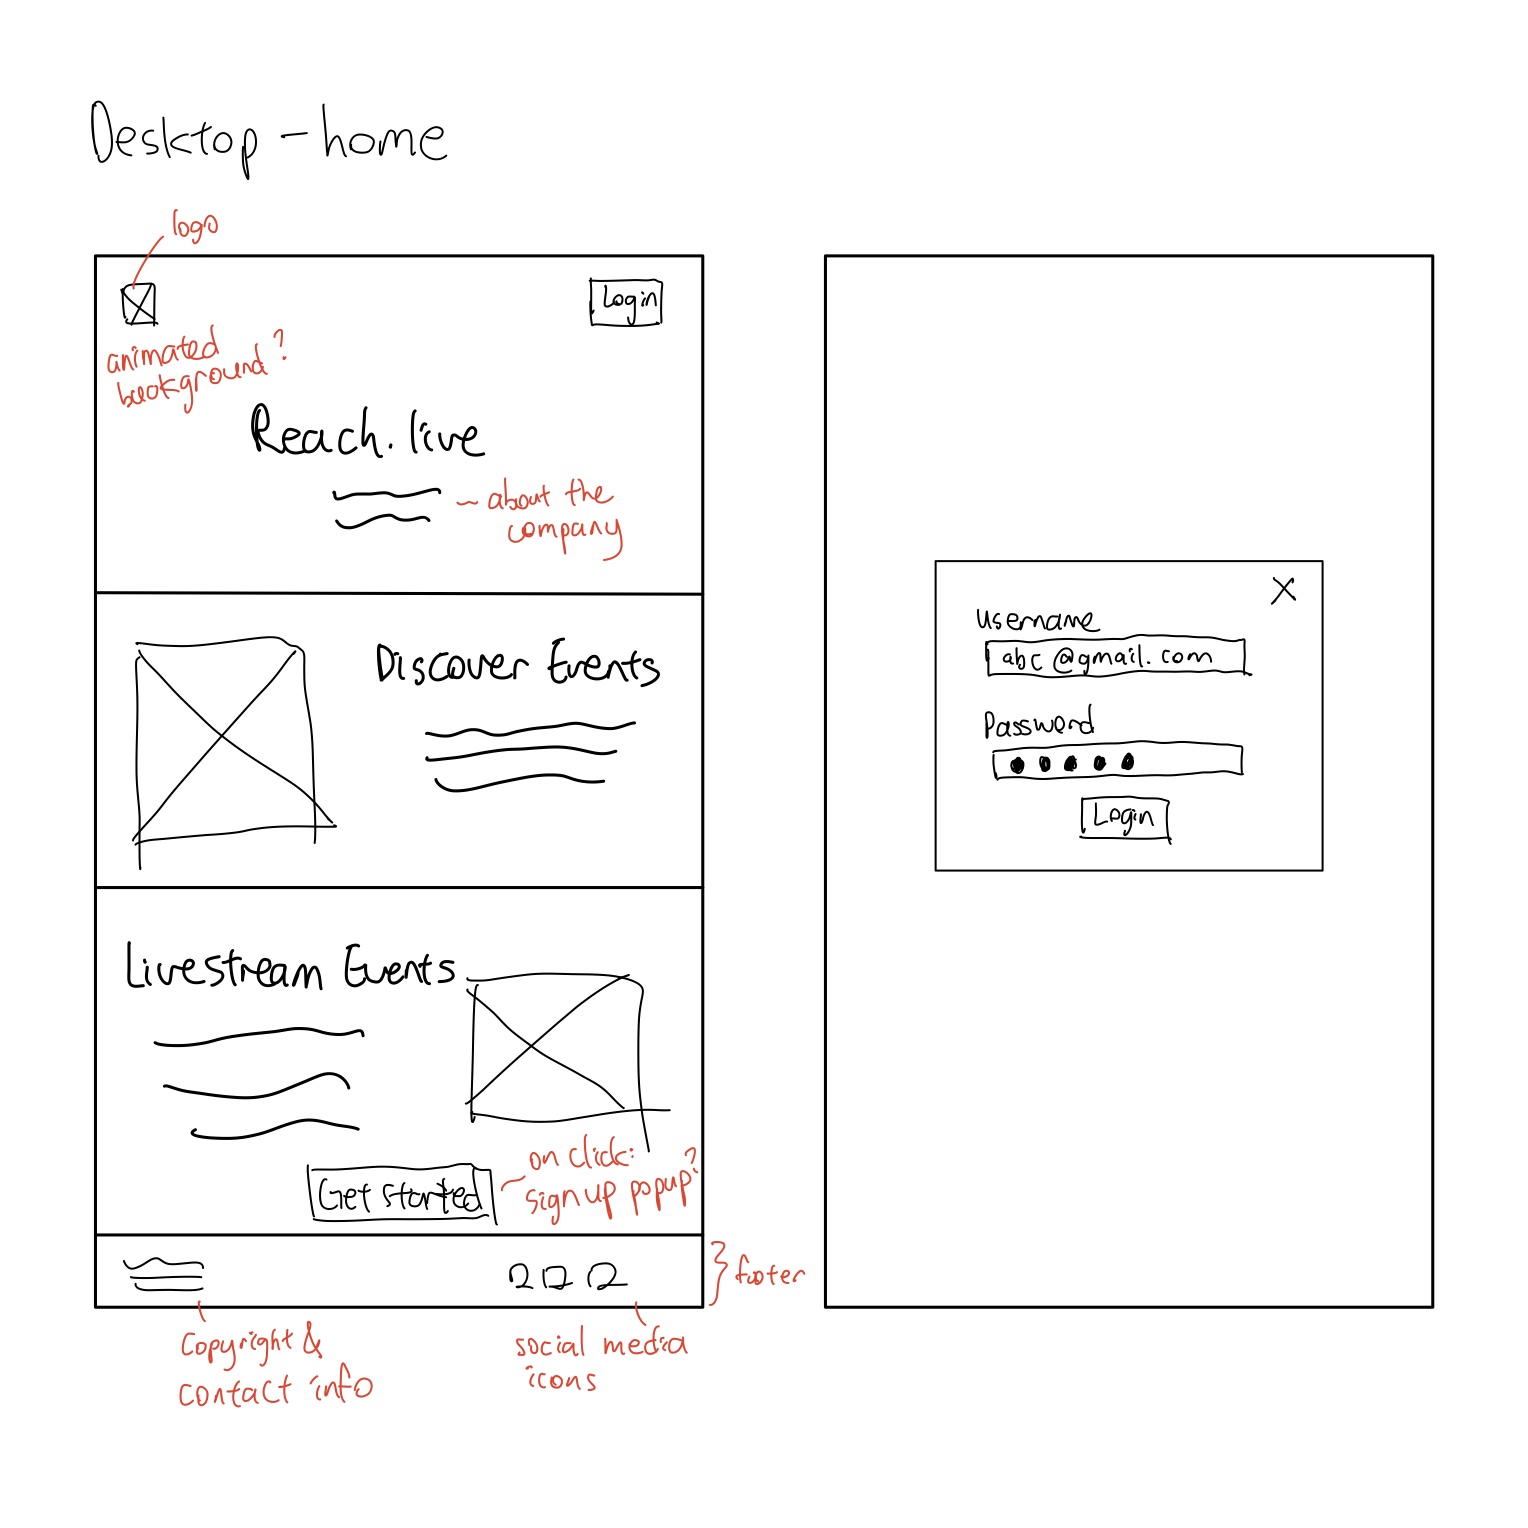 Desktop - home
logo
Login
animated
background?
Reach.live
~ about the
company
Discover Events
Livestream Events
on click:
sign up popup?
Get started
footer
Copyright &
contact info
social media
icons
X
Username
abc@gmail.com
Password
Login